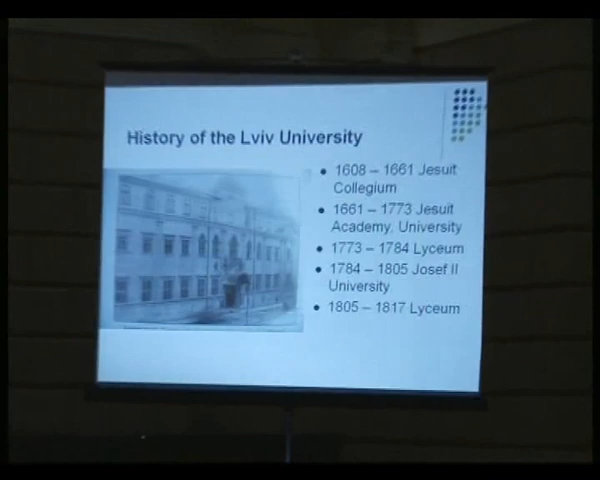 History of the Lviv University
1608 – 1661 Jesuit
Collegium
1661 – 1773 Jesuit
Academy, University
1773 – 1784 Lyceum
1784 – 1805 Josef II
University
1805 – 1817 Lyceum